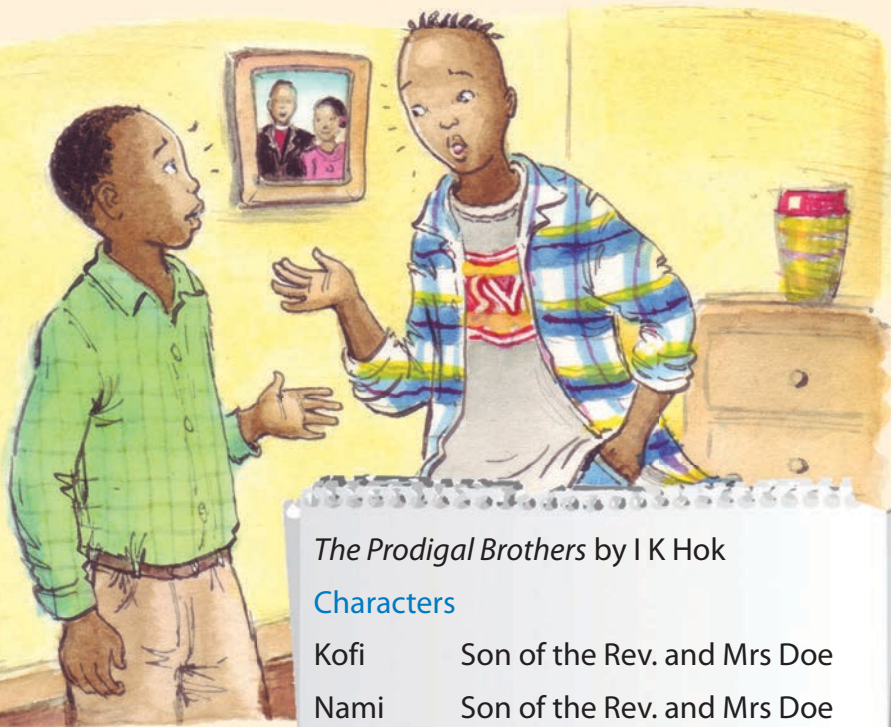 The Prodigal Brothers by I K Hok
Characters
Kofi Son of the Rev. and Mrs Doe
Nami Son of the Rev. and Mrs Doe